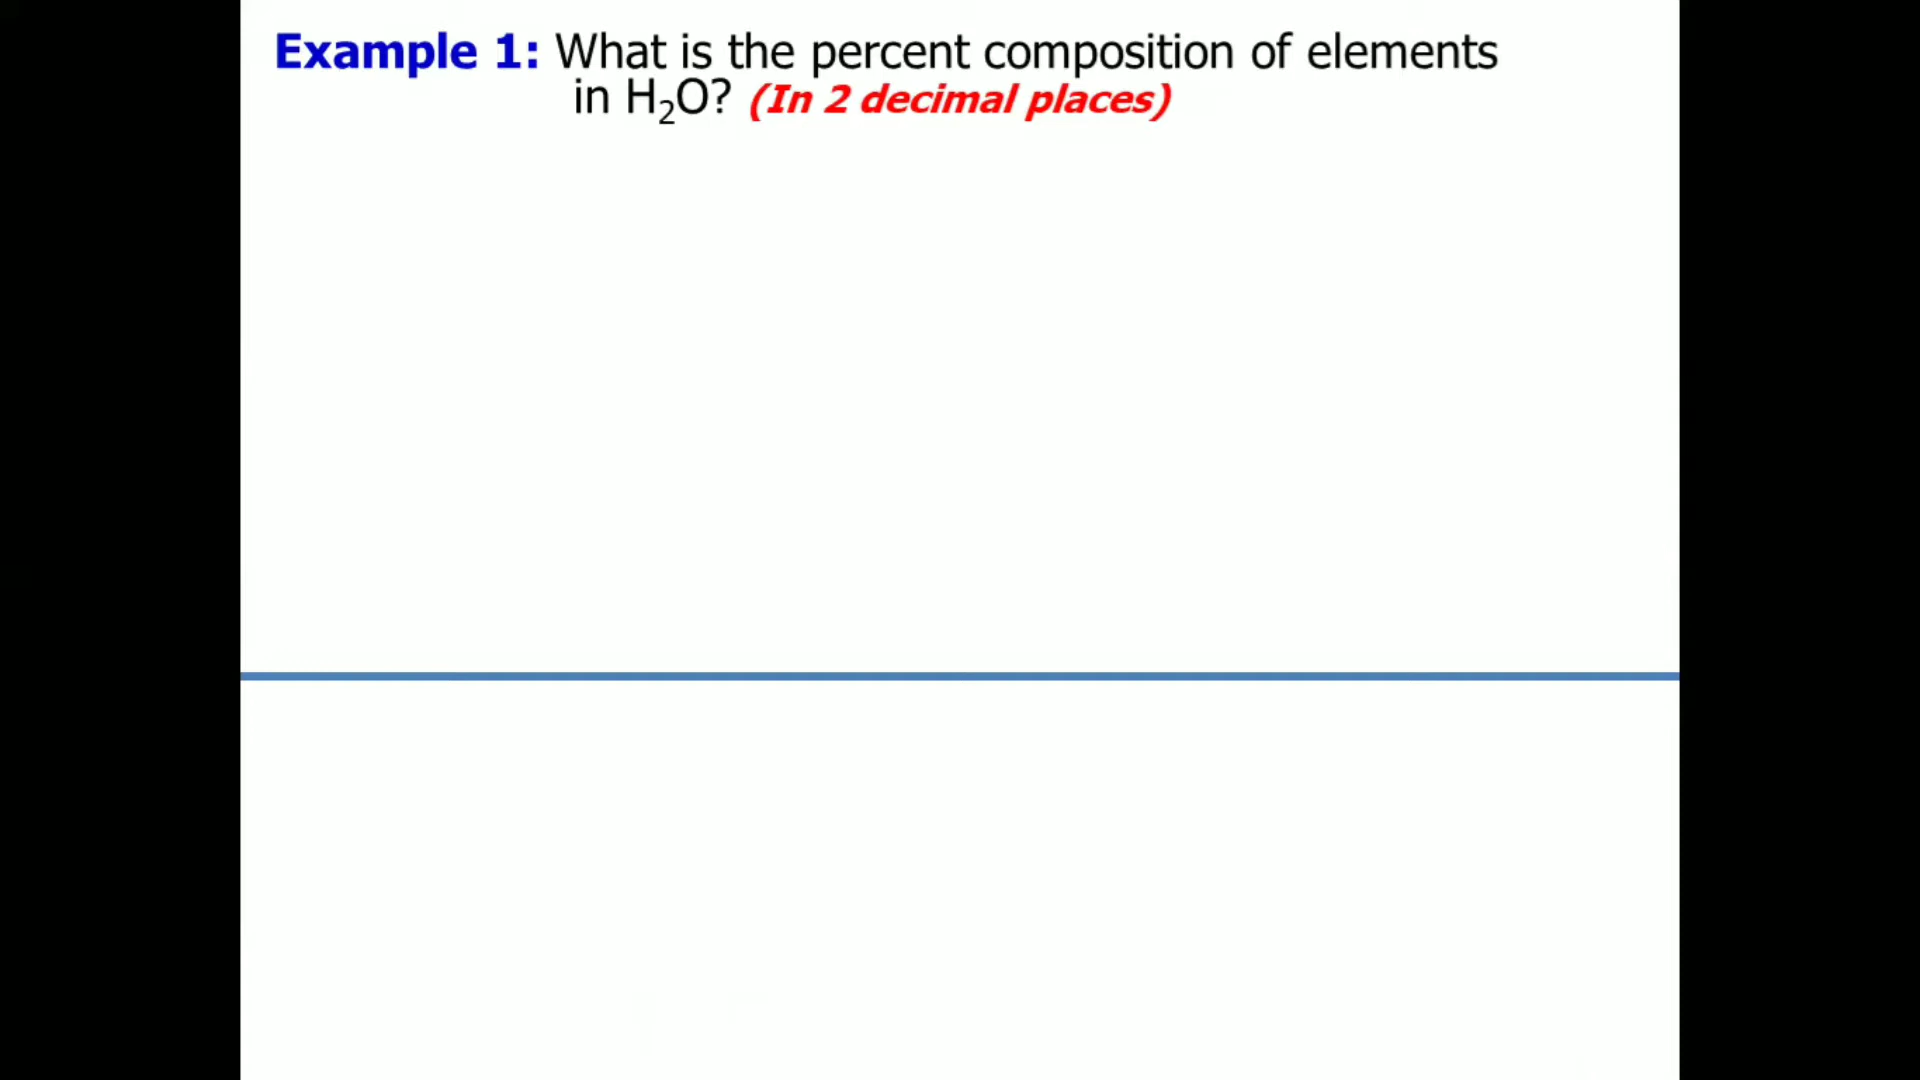 Example 1: What is the percent composition of elements
in H₂O? (In 2 decimal places)